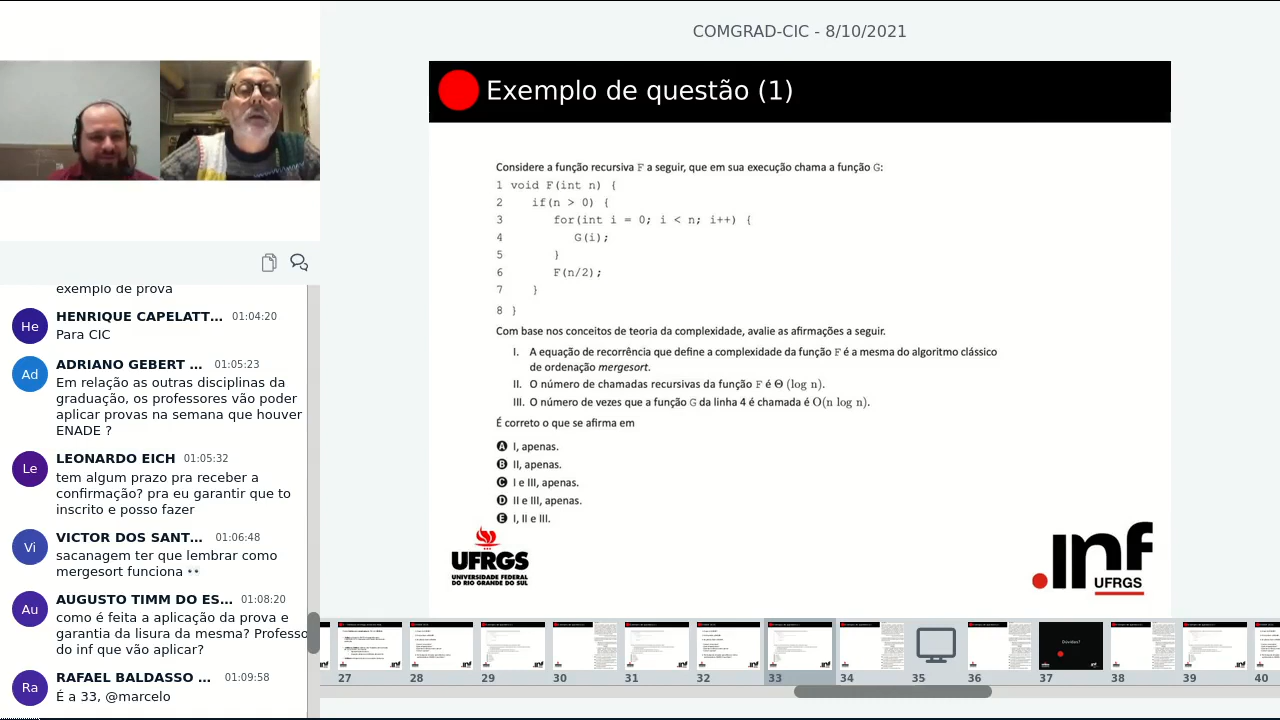 COMGRAD-CIC - 8/10/2021
Exemplo de questão (1)
Considere a função recursiva F a seguir, que em sua execução chama a função G:
1 void F(int n) {
2 if(n > 0) {
3 for(int i = 0; i < n; i++) {
4 G(i);
5 }
6 F(n/2);
7 }
8 }
Com base nos conceitos de teoria da complexidade, avalie as afirmações a seguir.
I. A equação de recorrência que define a complexidade da função F é a mesma do algoritmo clássico
de ordenação mergesort.
II. O número de chamadas recursivas da função F é Θ (log n).
III. O número de vezes que a função G da linha 4 é chamada é O(n log n).
É correto o que se afirma em
A I, apenas.
B II, apenas.
C I e III, apenas.
D II e III, apenas.
E I, II e III.
UFRGS
UNIVERSIDADE FEDERAL
DO RIO GRANDE DO SUL
.inf
UFRGS
exemplo de prova
He HENRIQUE CAPELATT... 01:04:20
Para CIC
Ad ADRIANO GEBERT ... 01:05:23
Em relação as outras disciplinas da
graduação, os professores vão poder
aplicar provas na semana que houver
ENADE ?
Le LEONARDO EICH 01:05:32
tem algum prazo pra receber a
confirmação? pra eu garantir que to
inscrito e posso fazer
Vi VICTOR DOS SANT... 01:06:48
sacanagem ter que lembrar como
mergesort funciona 👀
Au AUGUSTO TIMM DO ES... 01:08:20
como é feita a aplicação da prova e
garantia da lisura da mesma? Professo
do inf que vão aplicar?
Ra RAFAEL BALDASSO ... 01:09:58
É a 33, @marcelo
Dúvidas?
27 28 29 30 31 32 33 34 35 36 37 38 39 40